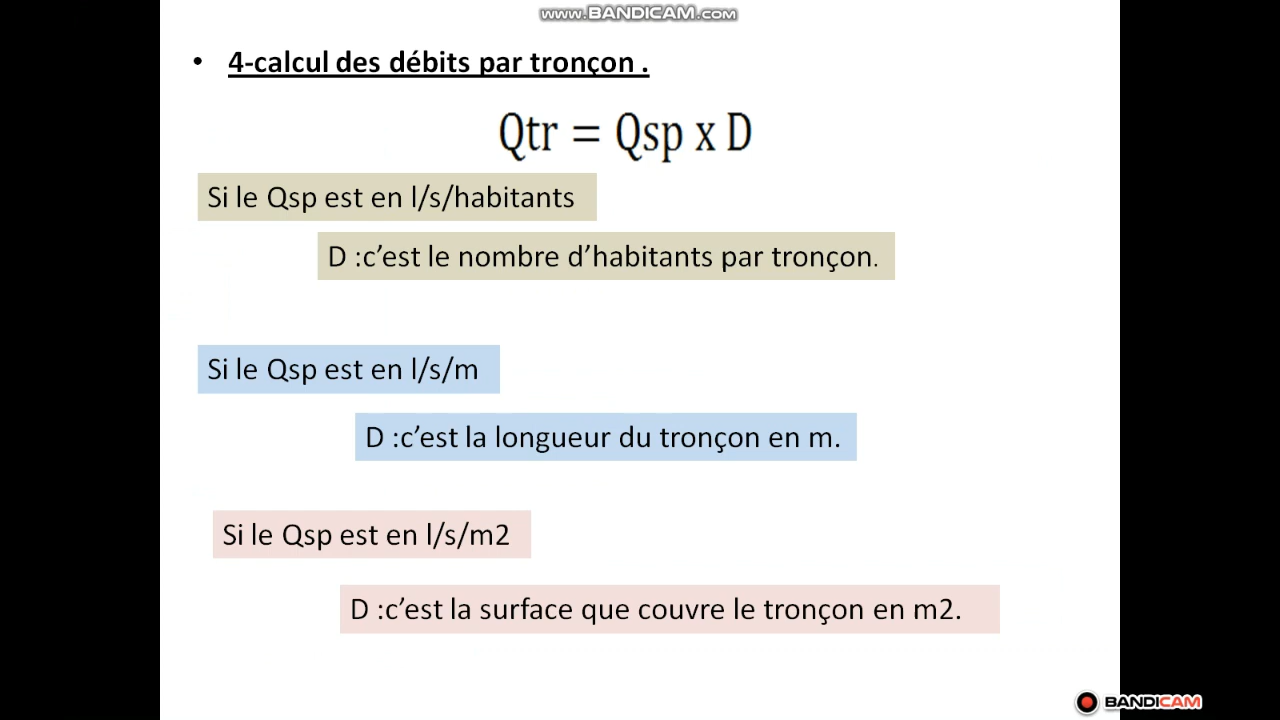 www.BANDICAM.com
• 4-calcul des débits par tronçon .
Qtr = Qsp x D
Si le Qsp est en l/s/habitants
D :c’est le nombre d’habitants par tronçon.
Si le Qsp est en l/s/m
D :c’est la longueur du tronçon en m.
Si le Qsp est en l/s/m2
D :c’est la surface que couvre le tronçon en m2.
BANDICAM